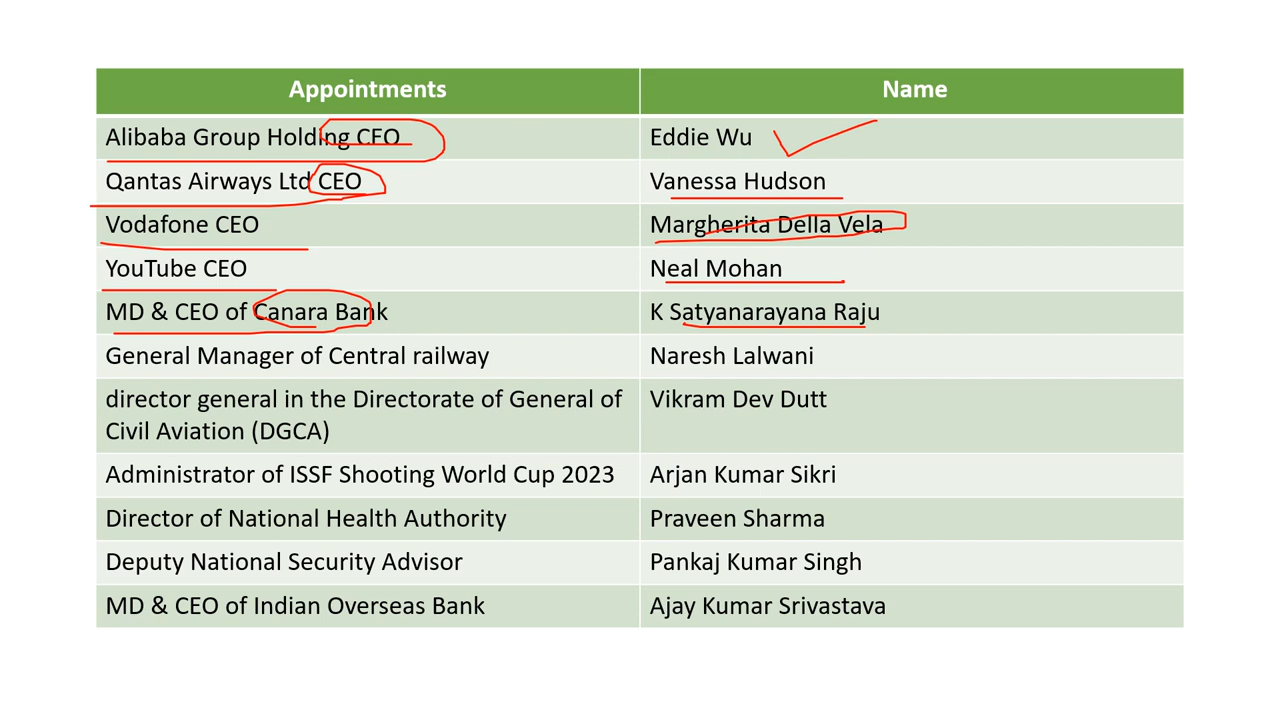 Appointments Name
Alibaba Group Holding CFO Eddie Wu
Qantas Airways Ltd CEO Vanessa Hudson
Vodafone CEO Margherita Della Vela
YouTube CEO Neal Mohan
MD & CEO of Canara Bank K Satyanarayana Raju
General Manager of Central railway Naresh Lalwani
director general in the Directorate of General of Vikram Dev Dutt
Civil Aviation (DGCA)
Administrator of ISSF Shooting World Cup 2023 Arjan Kumar Sikri
Director of National Health Authority Praveen Sharma
Deputy National Security Advisor Pankaj Kumar Singh
MD & CEO of Indian Overseas Bank Ajay Kumar Srivastava